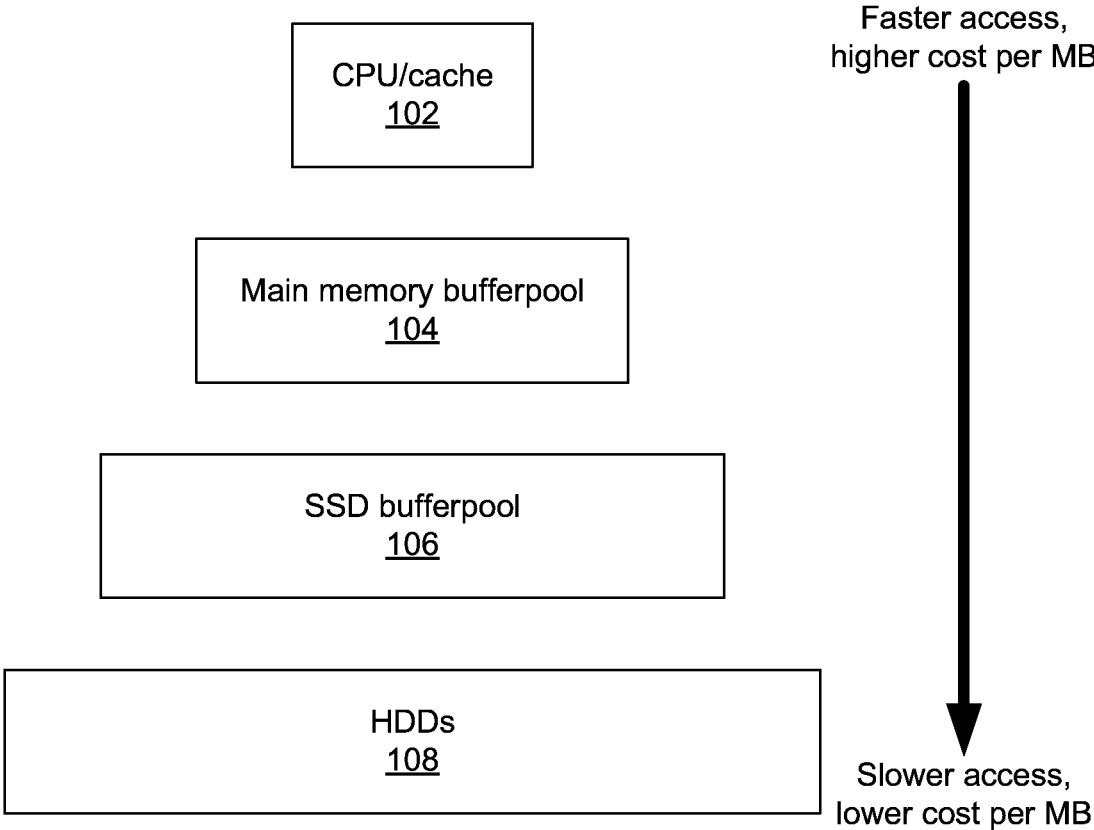 Faster access,
higher cost per MB
CPU/cache
102
Main memory bufferpool
104
SSD bufferpool
106
HDDs
108
Slower access,
lower cost per MB